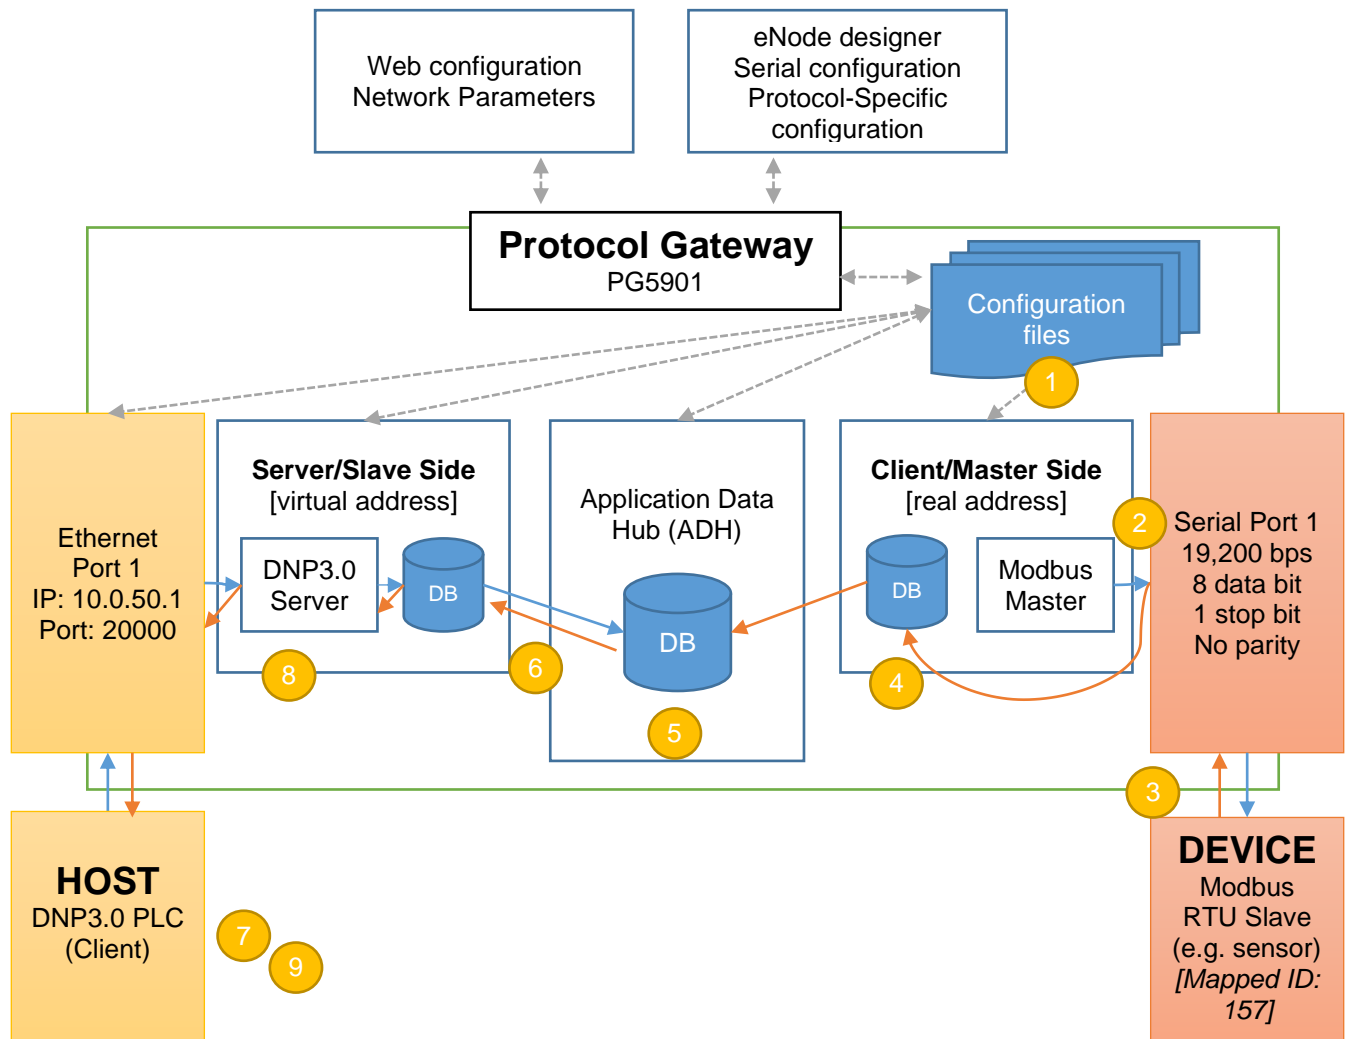 Web configuration
Network Parameters
eNode designer
Serial configuration
Protocol-Specific
configuration
Protocol Gateway
PG5901
Configuration
files
1
Ethernet
Port 1
IP: 10.0.50.1
Port: 20000
Server/Slave Side
[virtual address]
DNP3.0
Server
DB
8
6
Application Data
Hub (ADH)
DB
5
Client/Master Side
[real address]
DB
Modbus
Master
4
2
Serial Port 1
19,200 bps
8 data bit
1 stop bit
No parity
3
HOST
DNP3.0 PLC
(Client)
7
9
DEVICE
Modbus
RTU Slave
(e.g. sensor)
[Mapped ID:
157]